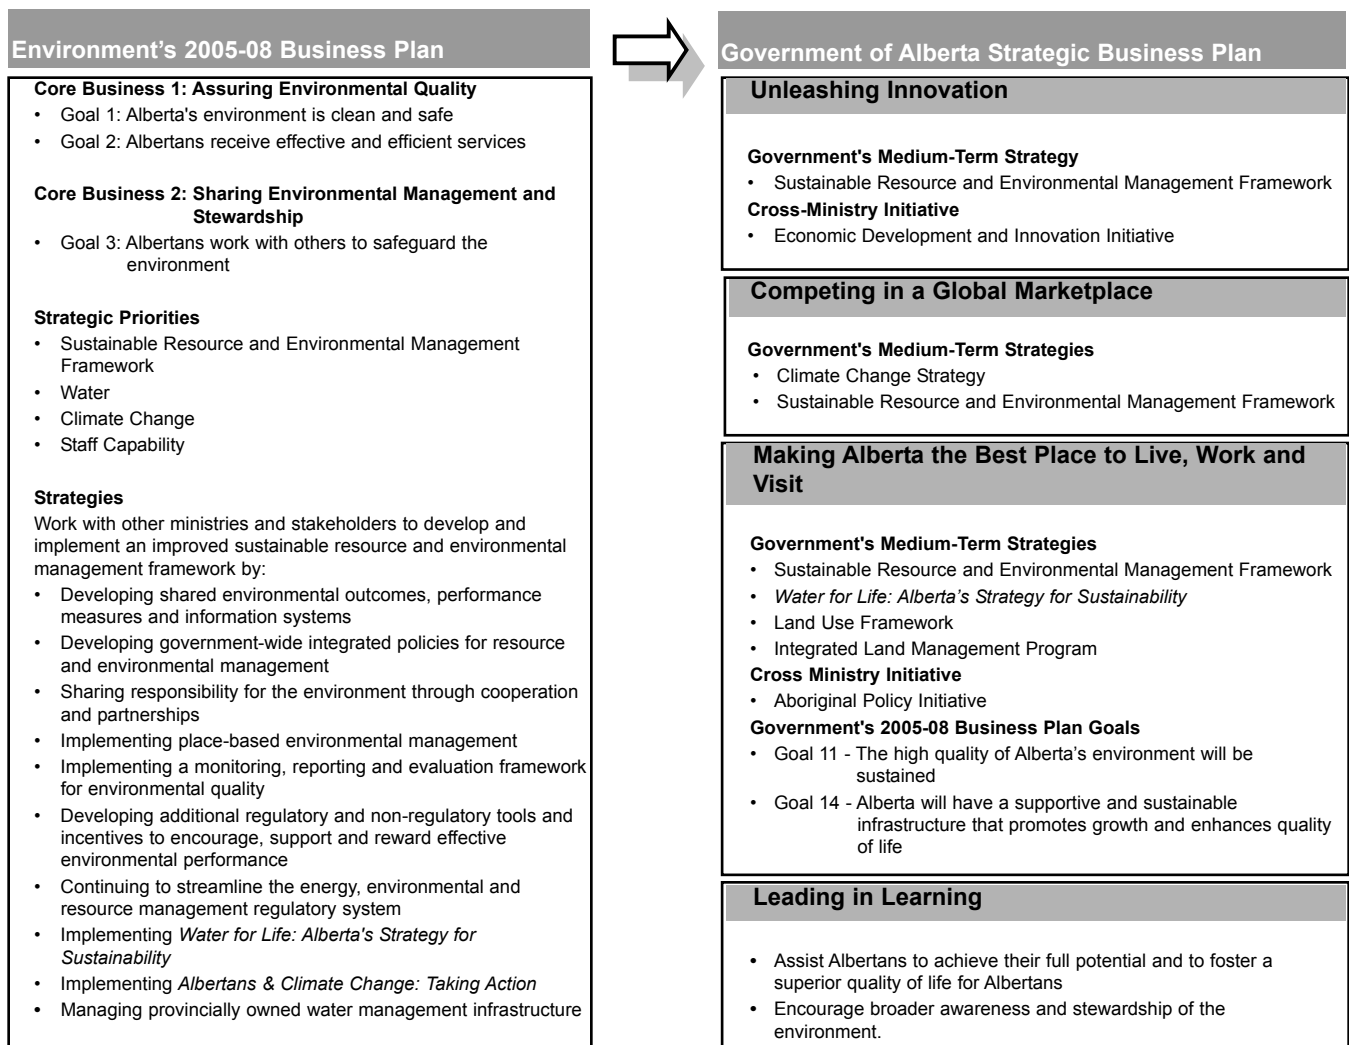 Environment's 2005-08 Business Plan
Core Business 1: Assuring Environmental Quality
• Goal 1: Alberta's environment is clean and safe
• Goal 2: Albertans receive effective and efficient services
Core Business 2: Sharing Environmental Management and
Stewardship
• Goal 3: Albertans work with others to safeguard the
environment
Strategic Priorities
• Sustainable Resource and Environmental Management
Framework
• Water
• Climate Change
• Staff Capability
Strategies
Work with other ministries and stakeholders to develop and
implement an improved sustainable resource and environmental
management framework by:
• Developing shared environmental outcomes, performance
measures and information systems
• Developing government-wide integrated policies for resource
and environmental management
• Sharing responsibility for the environment through cooperation
and partnerships
• Implementing place-based environmental management
• Implementing a monitoring, reporting and evaluation framework
for environmental quality
• Developing additional regulatory and non-regulatory tools and
incentives to encourage, support and reward effective
environmental performance
• Continuing to streamline the energy, environmental and
resource management regulatory system
• Implementing Water for Life: Alberta's Strategy for
Sustainability
• Implementing Albertans & Climate Change: Taking Action
• Managing provincially owned water management infrastructure
Government of Alberta Strategic Business Plan
Unleashing Innovation
Government's Medium-Term Strategy
• Sustainable Resource and Environmental Management Framework
Cross-Ministry Initiative
• Economic Development and Innovation Initiative
Competing in a Global Marketplace
Government's Medium-Term Strategies
• Climate Change Strategy
• Sustainable Resource and Environmental Management Framework
Making Alberta the Best Place to Live, Work and
Visit
Government's Medium-Term Strategies
• Sustainable Resource and Environmental Management Framework
• Water for Life: Alberta's Strategy for Sustainability
• Land Use Framework
• Integrated Land Management Program
Cross Ministry Initiative
• Aboriginal Policy Initiative
Government's 2005-08 Business Plan Goals
• Goal 11 - The high quality of Alberta's environment will be
sustained
• Goal 14 - Alberta will have a supportive and sustainable
infrastructure that promotes growth and enhances quality
of life
Leading in Learning
• Assist Albertans to achieve their full potential and to foster a
superior quality of life for Albertans
• Encourage broader awareness and stewardship of the
environment.